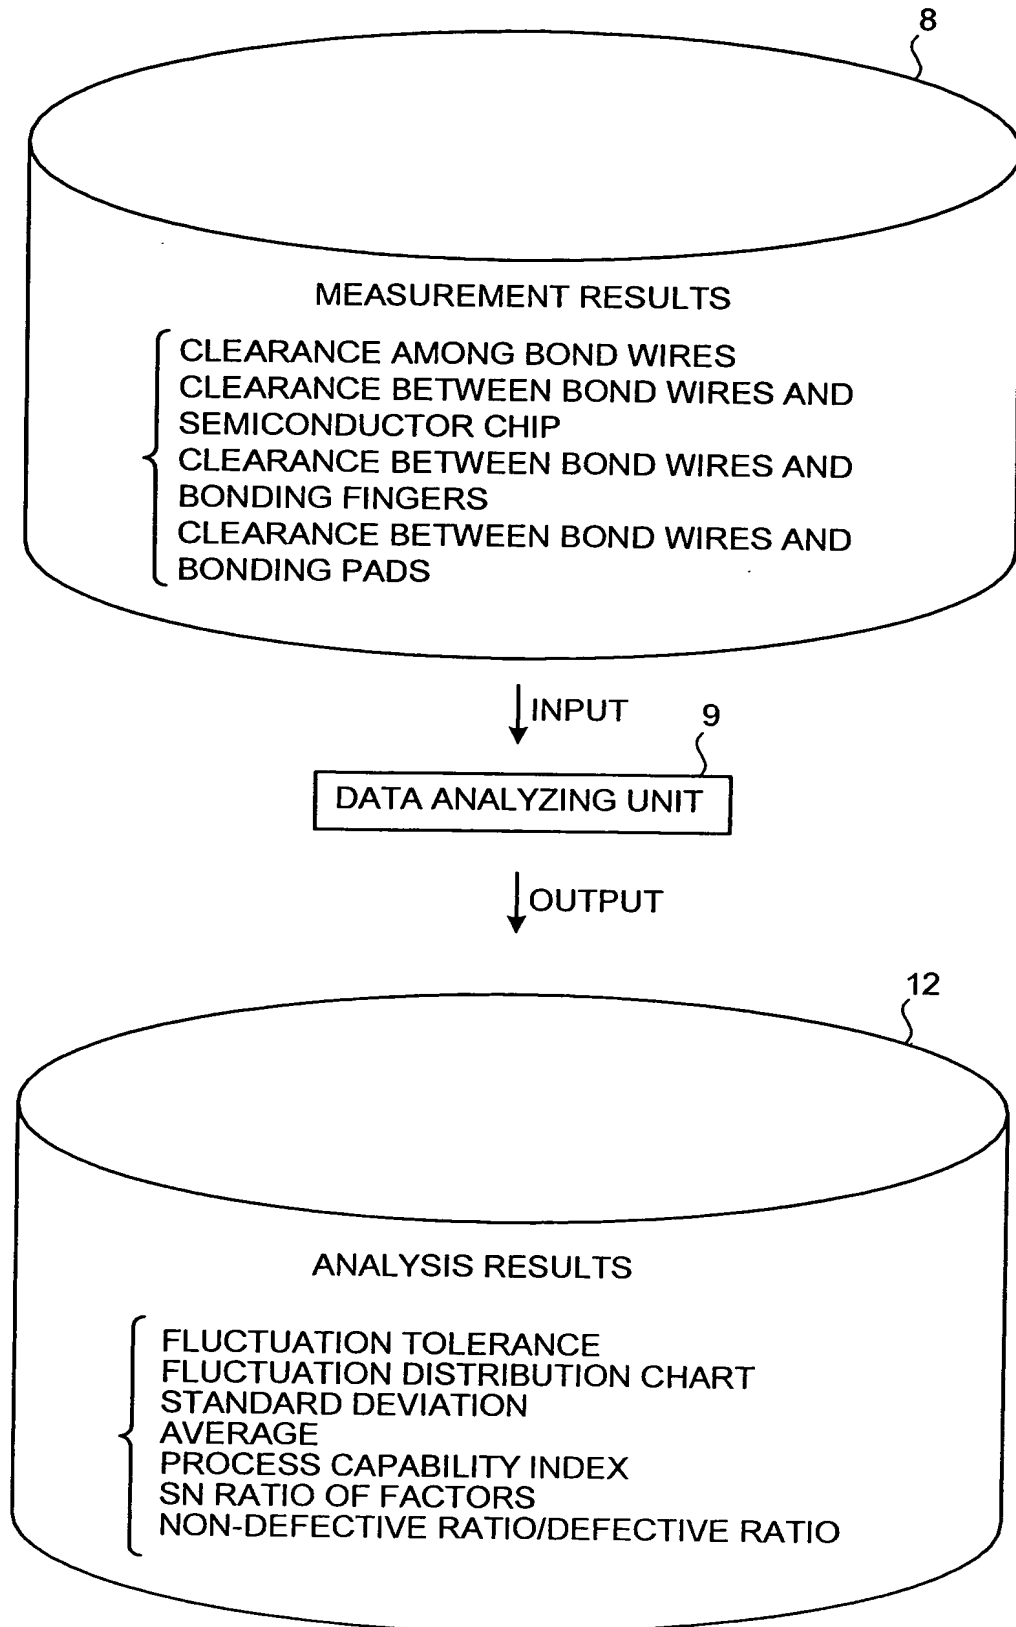 8
MEASUREMENT RESULTS
CLEARANCE AMONG BOND WIRES
CLEARANCE BETWEEN BOND WIRES AND
SEMICONDUCTOR CHIP
CLEARANCE BETWEEN BOND WIRES AND
BONDING FINGERS
CLEARANCE BETWEEN BOND WIRES AND
BONDING PADS
INPUT
9
DATA ANALYZING UNIT
OUTPUT
12
ANALYSIS RESULTS
FLUCTUATION TOLERANCE
FLUCTUATION DISTRIBUTION CHART
STANDARD DEVIATION
AVERAGE
PROCESS CAPABILITY INDEX
SN RATIO OF FACTORS
NON-DEFECTIVE RATIO/DEFECTIVE RATIO